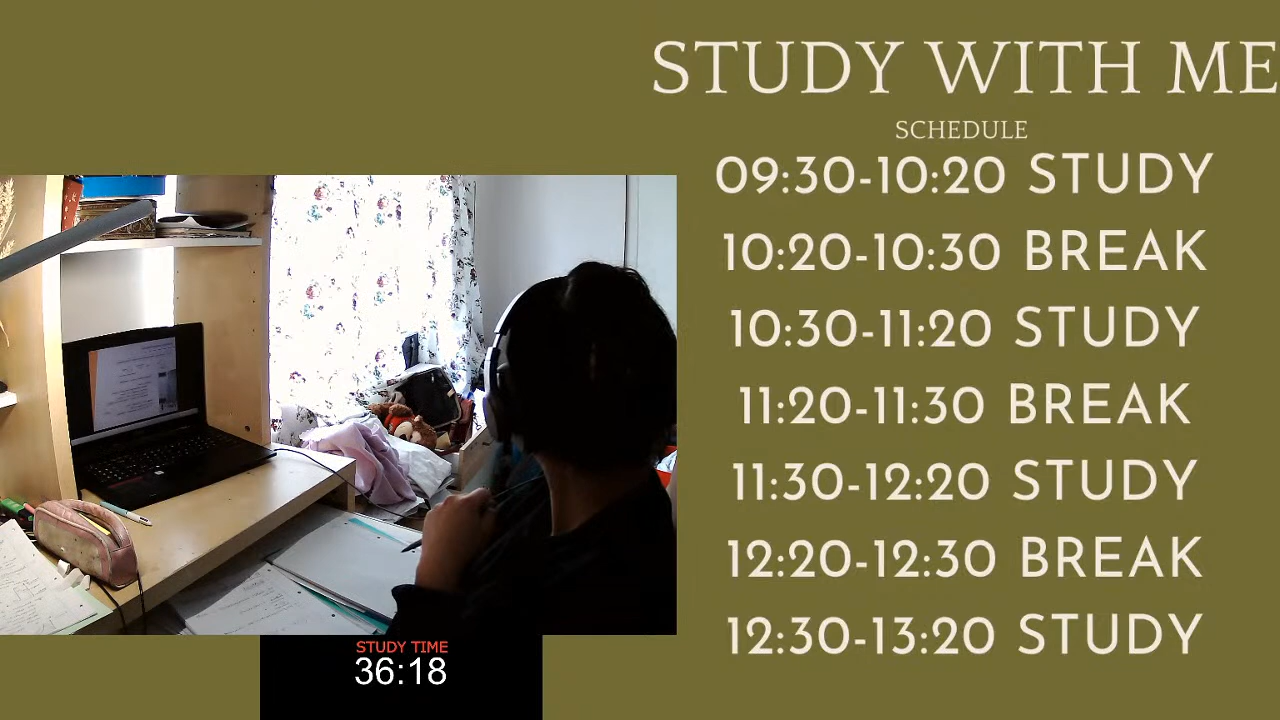 STUDY WITH ME
SCHEDULE
09:30-10:20 STUDY
10:20-10:30 BREAK
10:30-11:20 STUDY
11:20-11:30 BREAK
11:30-12:20 STUDY
12:20-12:30 BREAK
12:30-13:20 STUDY
STUDY TIME
36:18